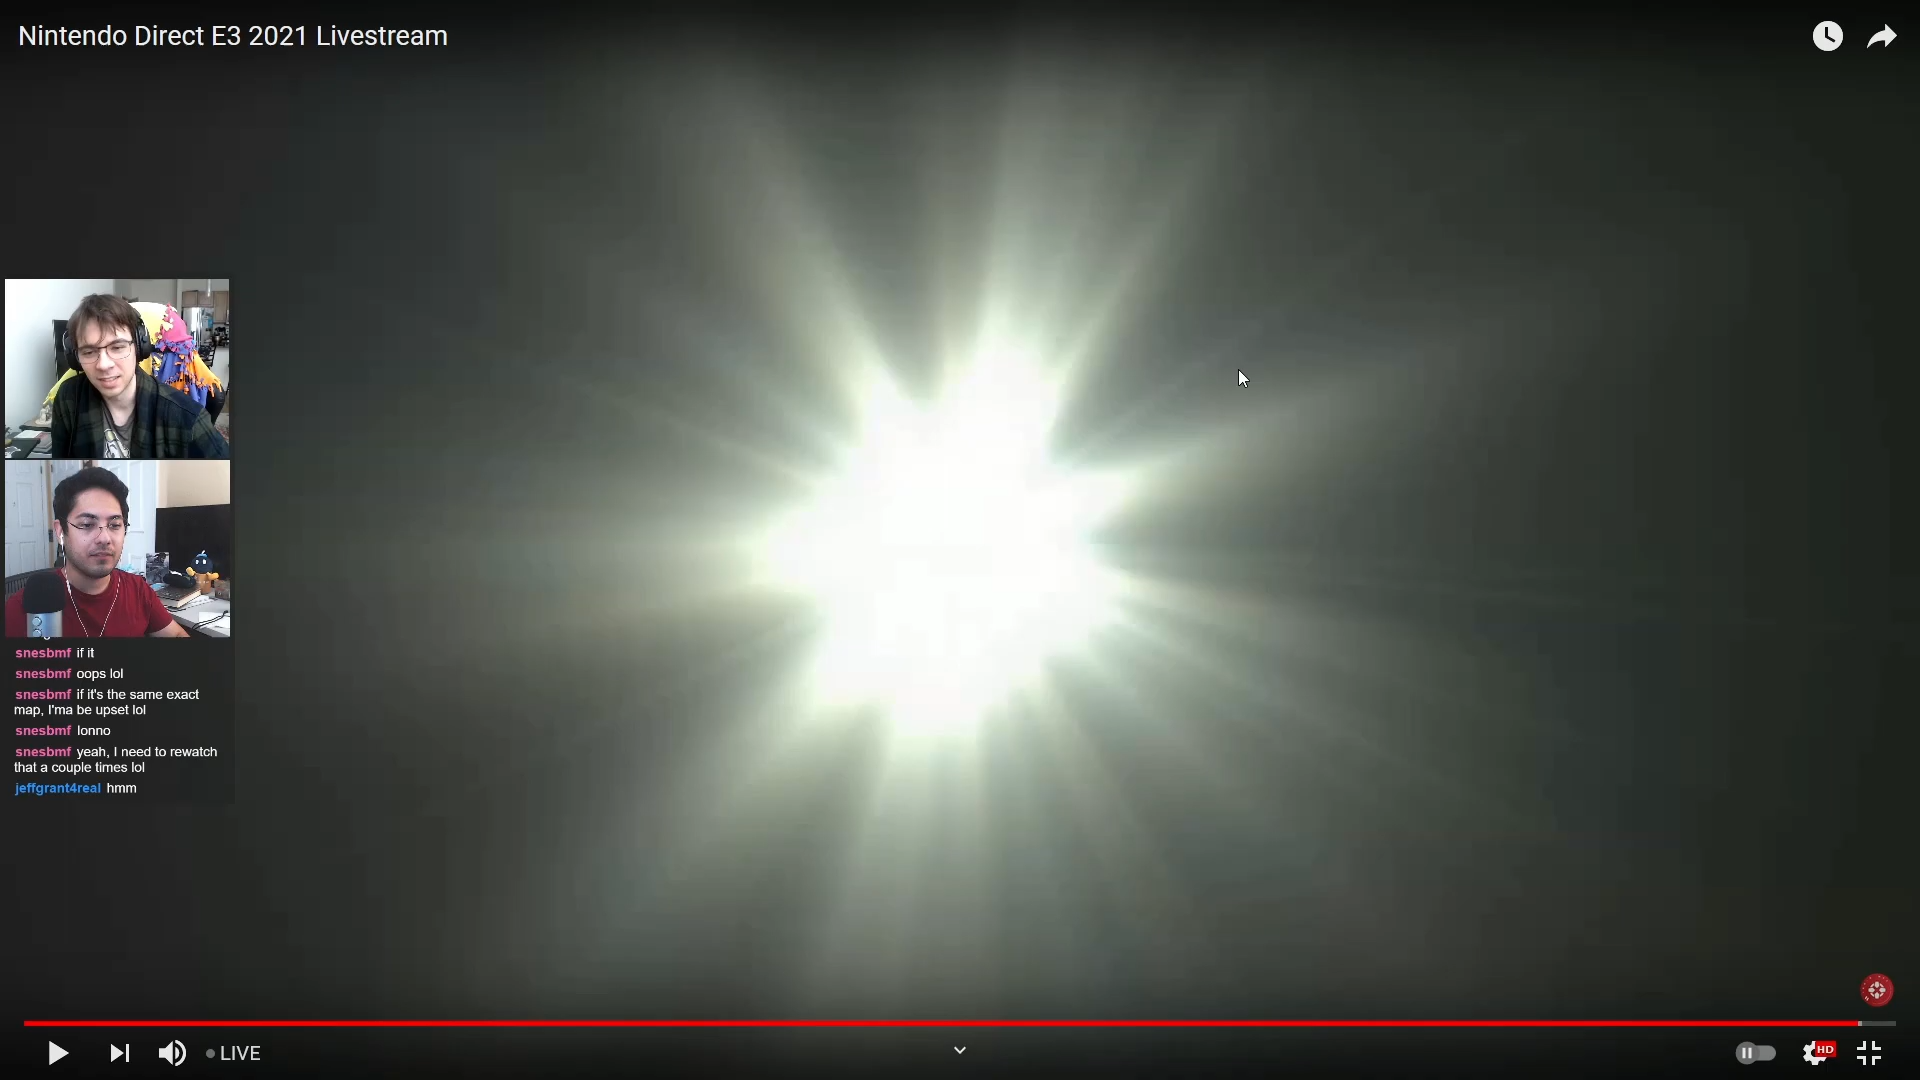 Nintendo Direct E3 2021 Livestream
snesbmf if it
snesbmf oops lol
snesbmf if it's the same exact
map, I'ma be upset lol
snesbmf lonno
snesbmf yeah, I need to rewatch
that a couple times lol
jeffgrant4real hmm
LIVE
HD